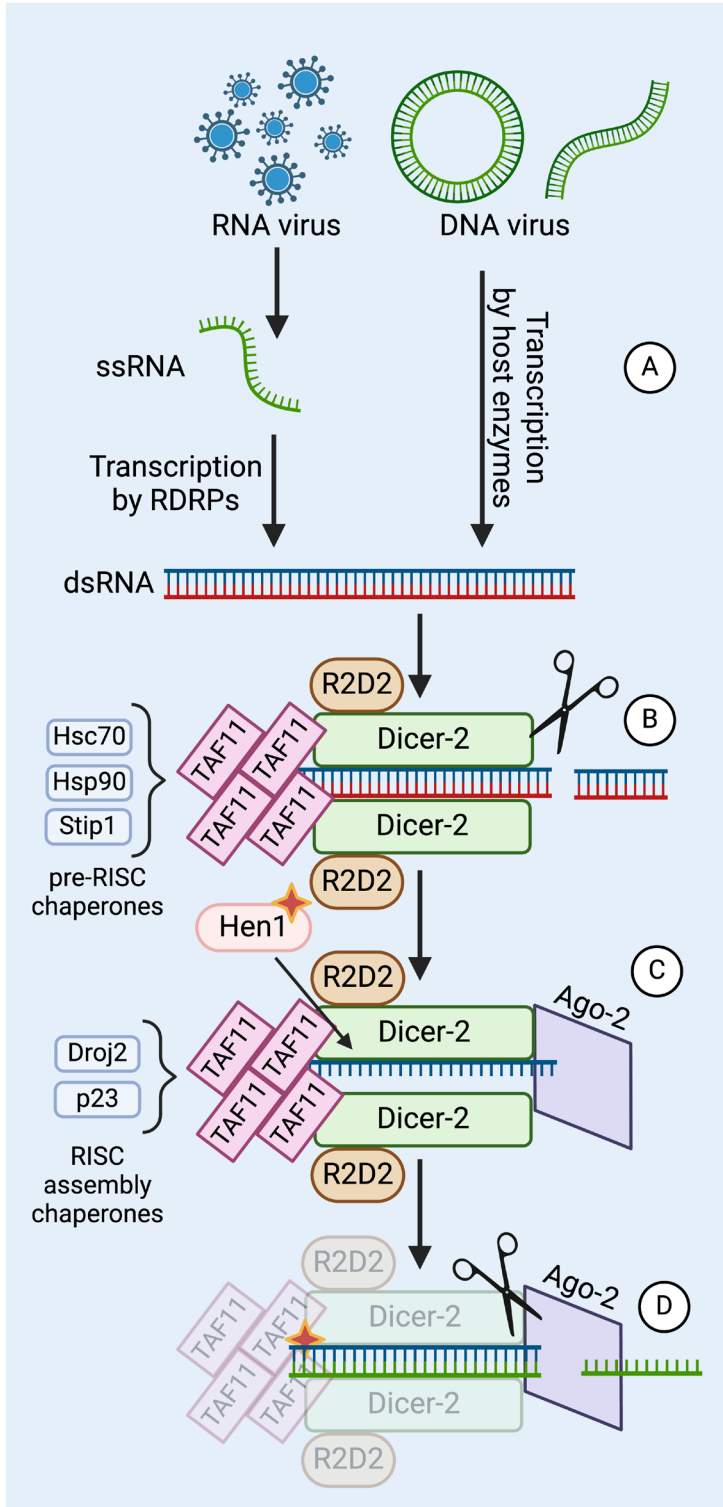 RNA virus
DNA virus
ssRNA
Transcription
by host enzymes
A
Transcription
by RDRPs
dsRNA
R2D2
B
TAF11
TAF11
Dicer-2
Hsc70
Hsp90
Stip1
TAF11
TAF11
Dicer-2
pre-RISC
chaperones
R2D2
Hen1
R2D2
C
Ago-2
TAF11
TAF11
Dicer-2
Droj2
p23
TAF11
TAF11
Dicer-2
RISC
assembly
chaperones
R2D2
R2D2
Ago-2
D
TAF11
TAF11
Dicer-2
TAF11
TAF11
Dicer-2
R2D2